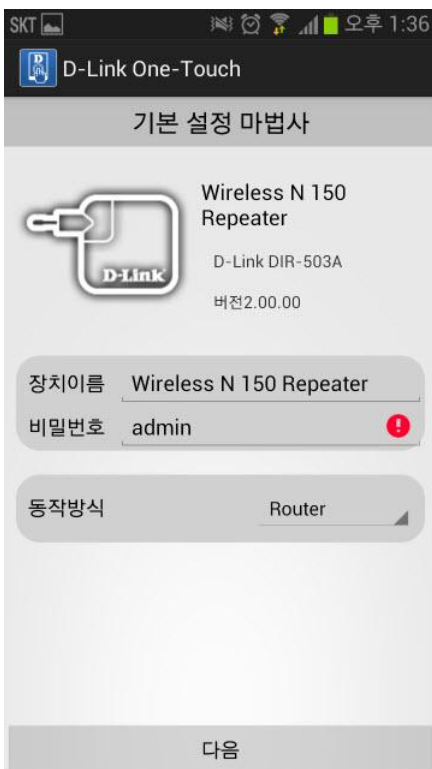 SKT 오후 1:36
D-Link One-Touch
기본 설정 마법사
Wireless N 150
Repeater
D-Link DIR-503A
버전2.00.00
D-Link
장치이름 Wireless N 150 Repeater
비밀번호 admin
동작방식 Router
다음